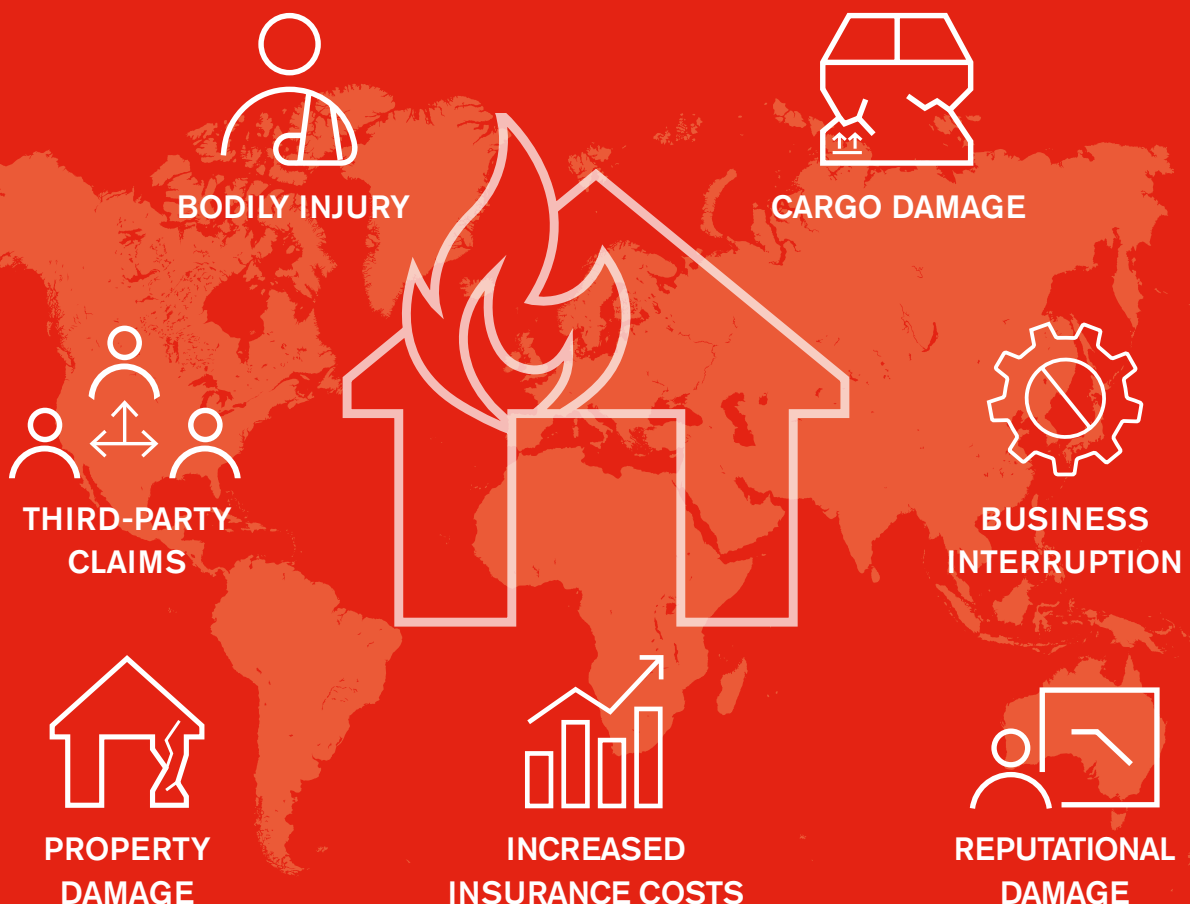 BODILY INJURY
CARGO DAMAGE
THIRD-PARTY
CLAIMS
BUSINESS
INTERRUPTION
PROPERTY
DAMAGE
INCREASED
INSURANCE COSTS
REPUTATIONAL
DAMAGE